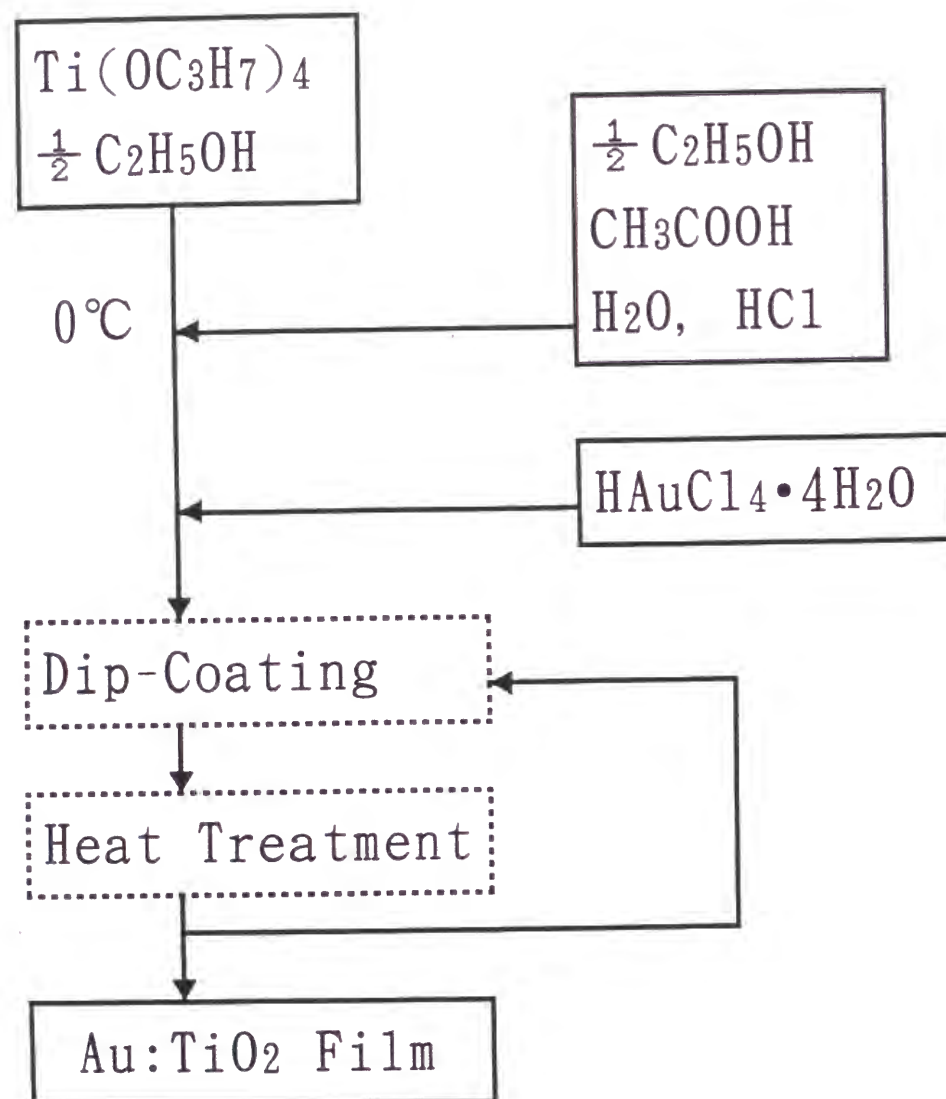 Ti(OC3H7)4
1/2 C2H5OH
1/2 C2H5OH
CH3COOH
H2O, HCl
0℃
HAuCl4•4H2O
Dip-Coating
Heat Treatment
Au:TiO2 Film